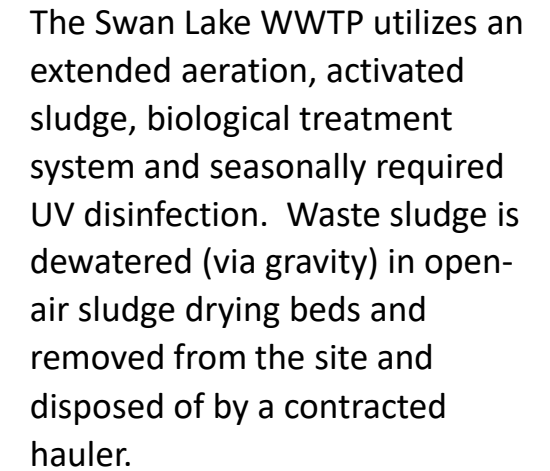 The Swan Lake WWTP utilizes an
extended aeration, activated
sludge, biological treatment
system and seasonally required
UV disinfection.  Waste sludge is
dewatered (via gravity) in open-
air sludge drying beds and
removed from the site and
disposed of by a contracted
hauler.